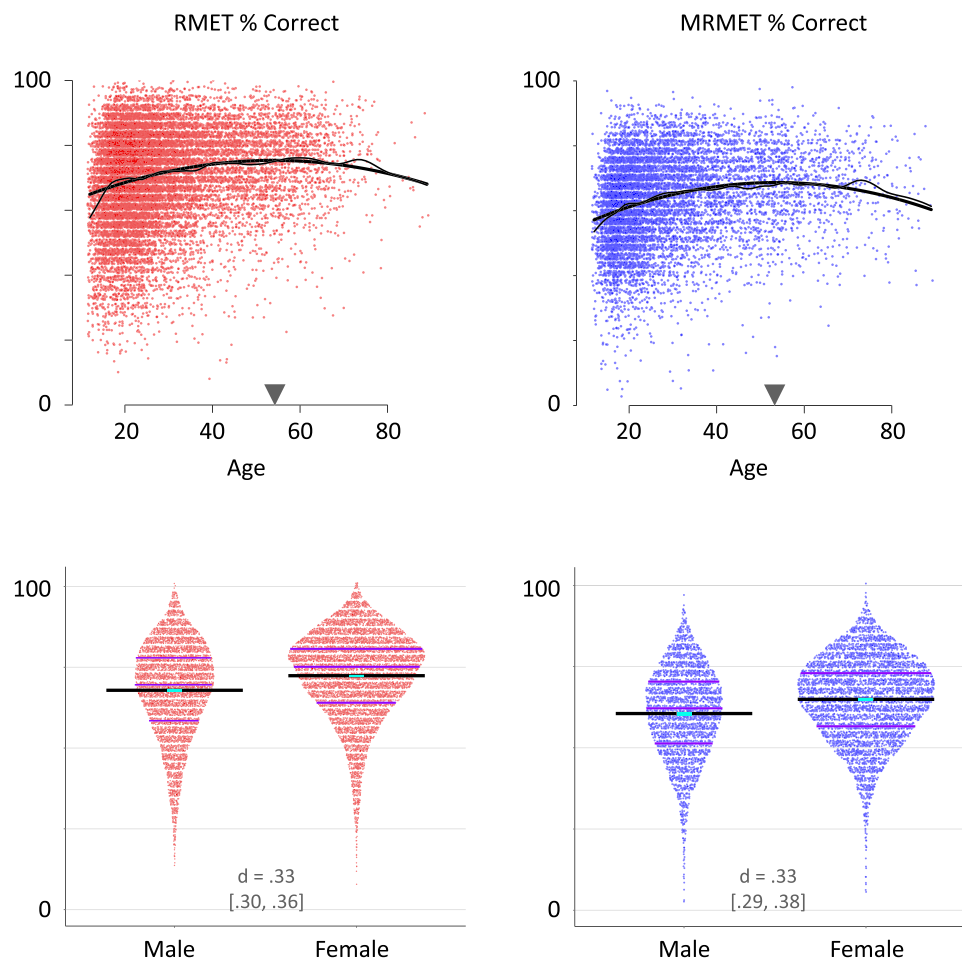 RMET % Correct
MRMET % Correct
100
0
20 40 60 80
Age
100
0
20 40 60 80
Age
100
0
d = .33
[.30, .36]
Male Female
100
0
d = .33
[.29, .38]
Male Female